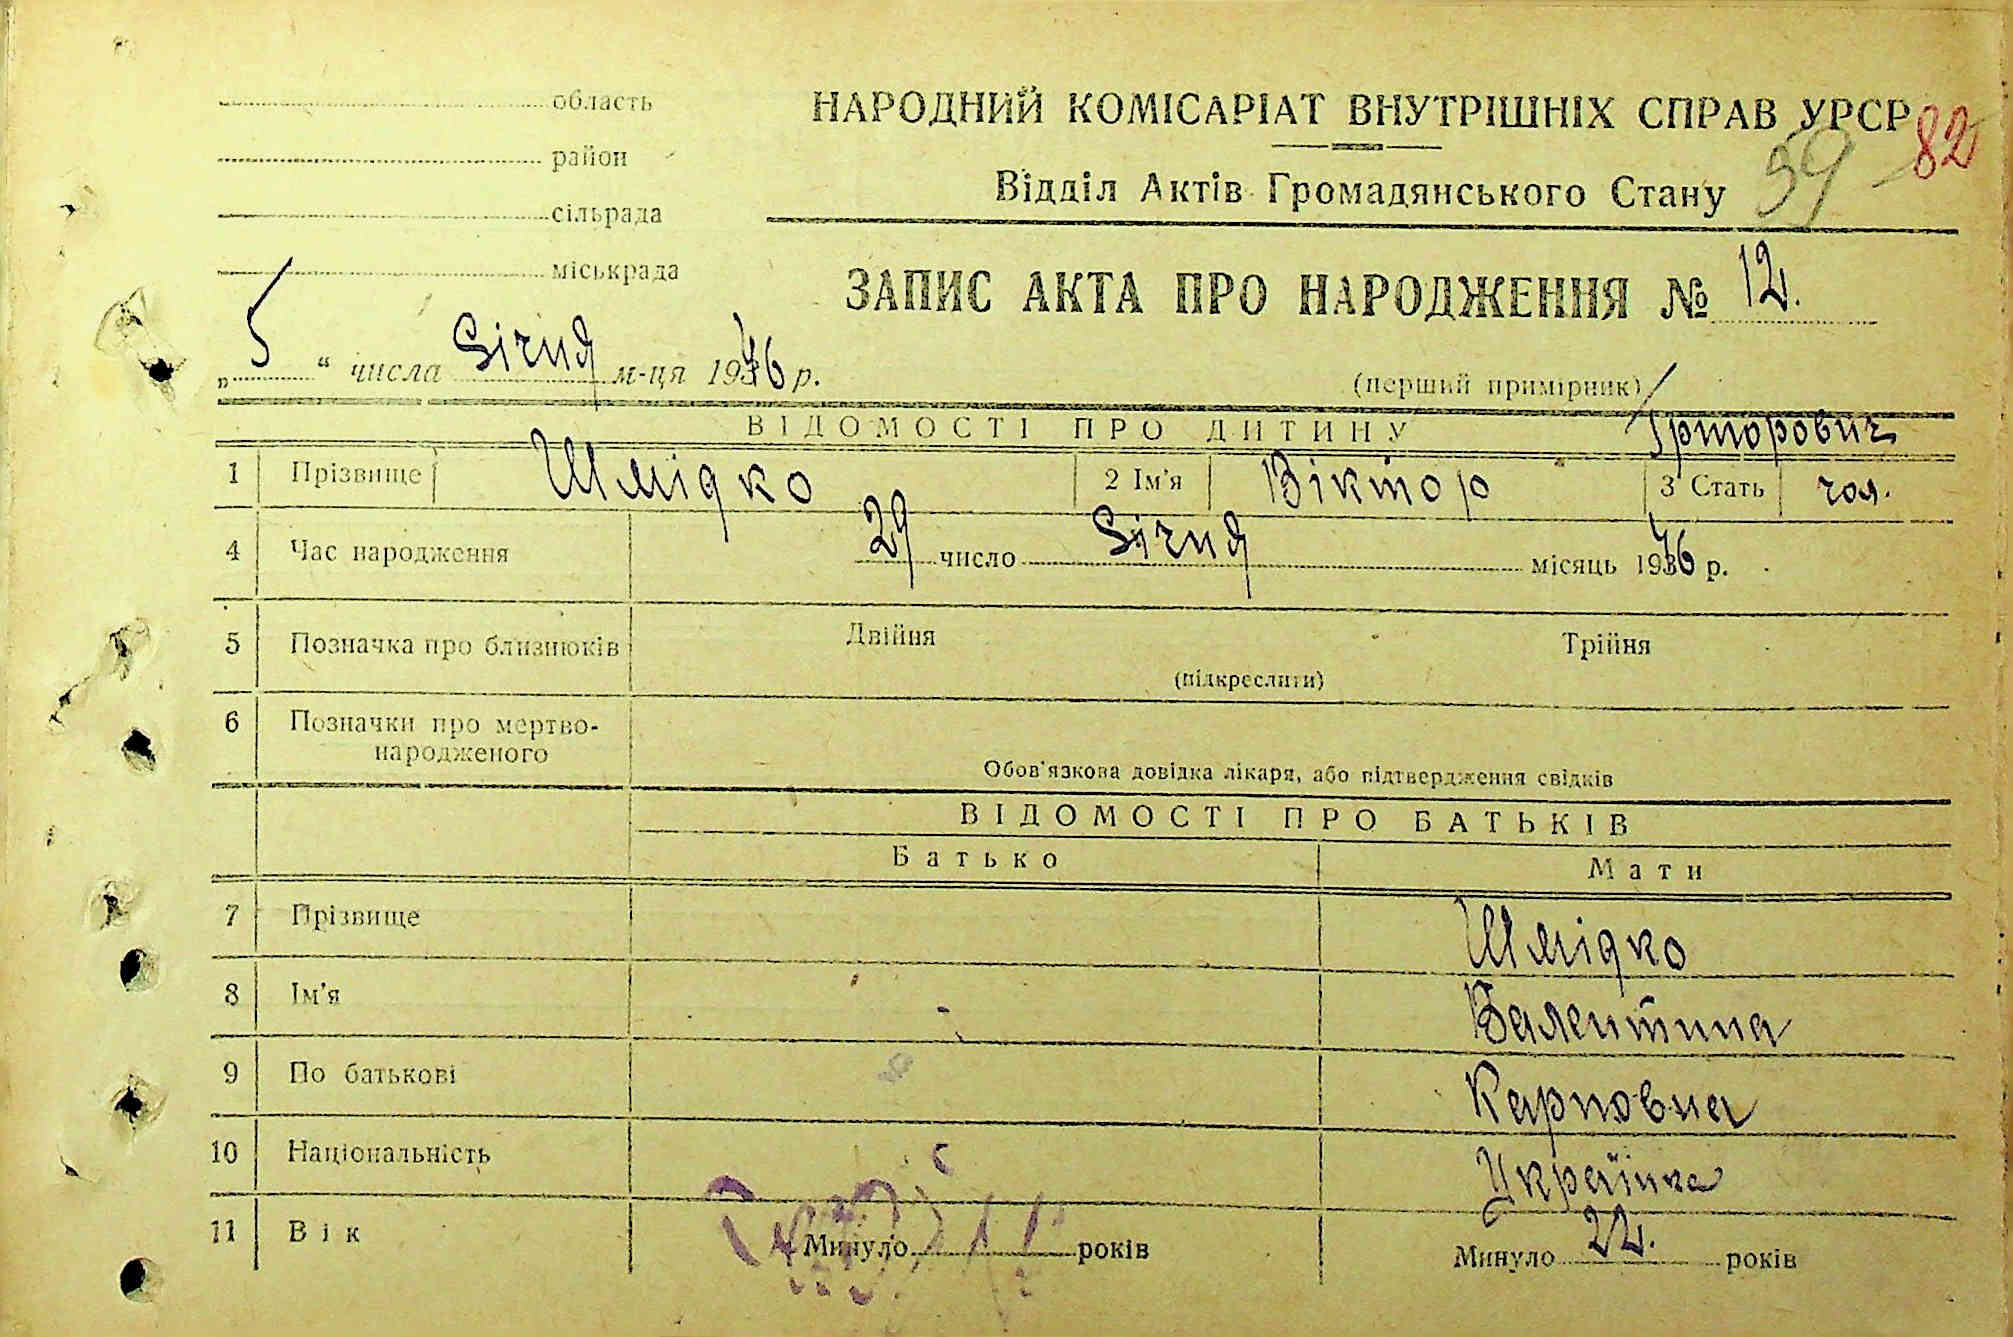 область
район
сільрада
міськрада
НАРОДНИЙ КОМІСАРІАТ ВНУТРІШНІХ СПРАВ УРСР
82
59
Відділ Актів Громадянського Стану
ЗАПИС АКТА ПРО НАРОДЖЕННЯ № 12.
„5“ числа Січня м-ця 1946 р.
(перший примірник)
ВІДОМОСТІ ПРО ДИТИНУ
1 Прізвище Шмідко 2 Ім'я Віктор 3 Стать чол.
4 Час народження 29 число Січня місяць 1946 р.
5 Позначка про близнюків Двійня Трійня
(підкреслити)
6 Позначки про мертво-
народженого
Обов'язкова довідка лікаря, або підтвердження свідків
ВІДОМОСТІ ПРО БАТЬКІВ
Батько Мати
7 Прізвище Шмідко
8 Ім'я Валентина
9 По батькові Карповна
10 Національність Українка
11 Вік Минуло років Минуло 22. років